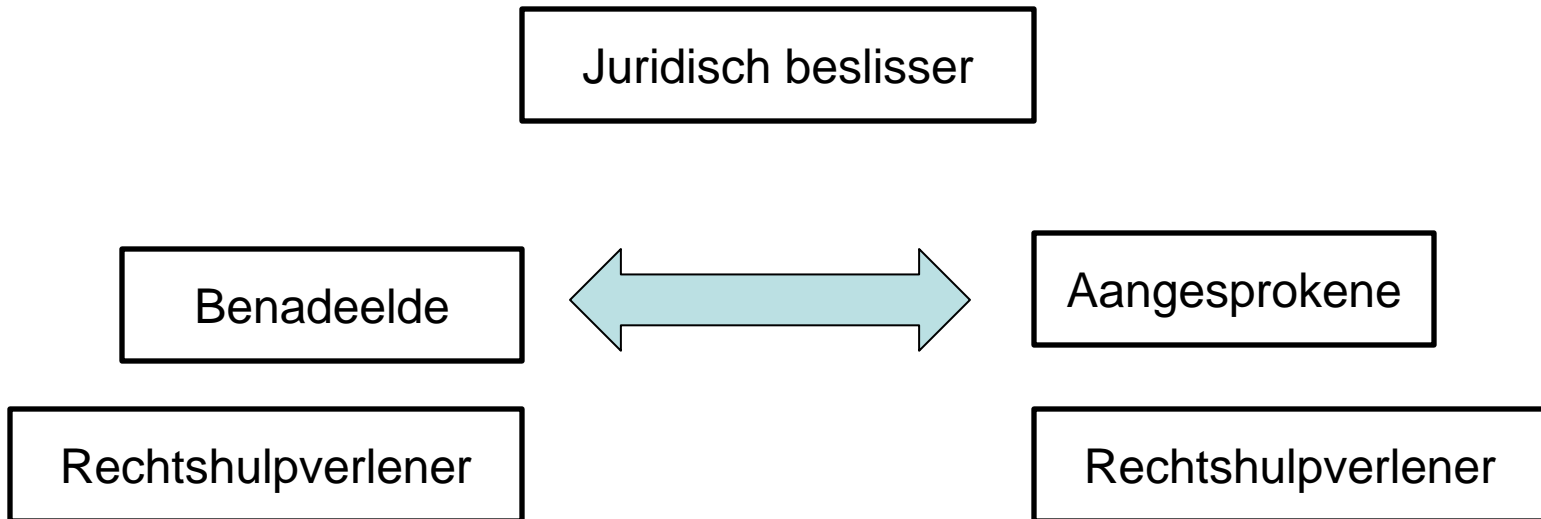 Juridisch beslisser
Benadeelde
Aangesprokene
Rechtshulpverlener
Rechtshulpverlener